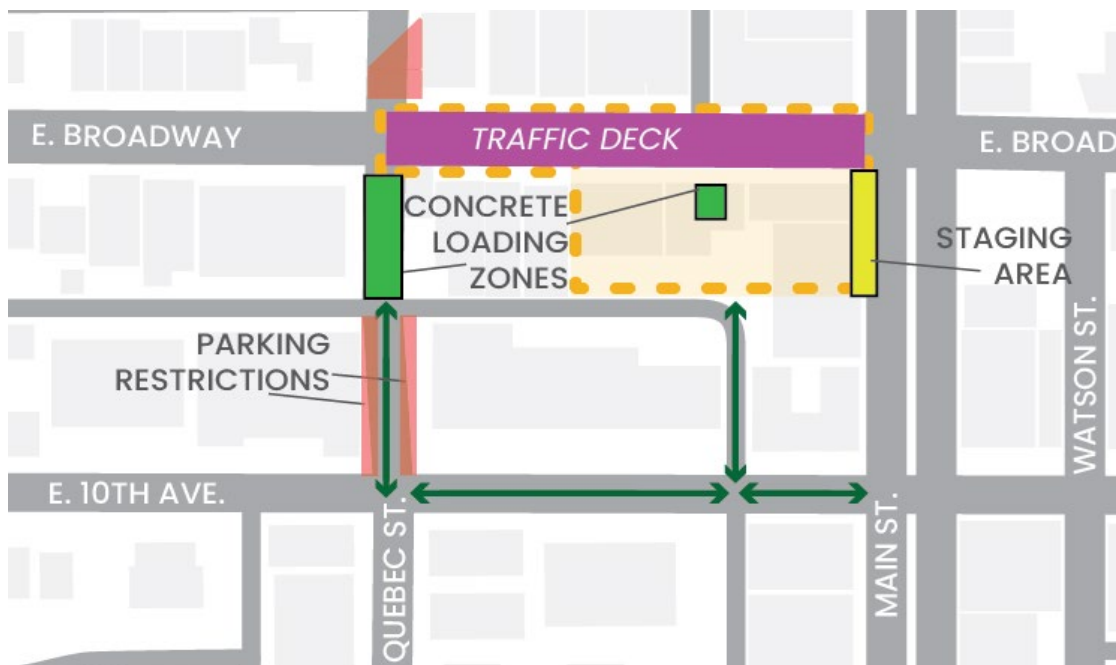 E. BROADWAY
TRAFFIC DECK
E. BROAD
CONCRETE
LOADING
ZONES
STAGING
AREA
PARKING
RESTRICTIONS
WATSON ST.
E. 10TH AVE.
QUEBEC ST.
MAIN ST.